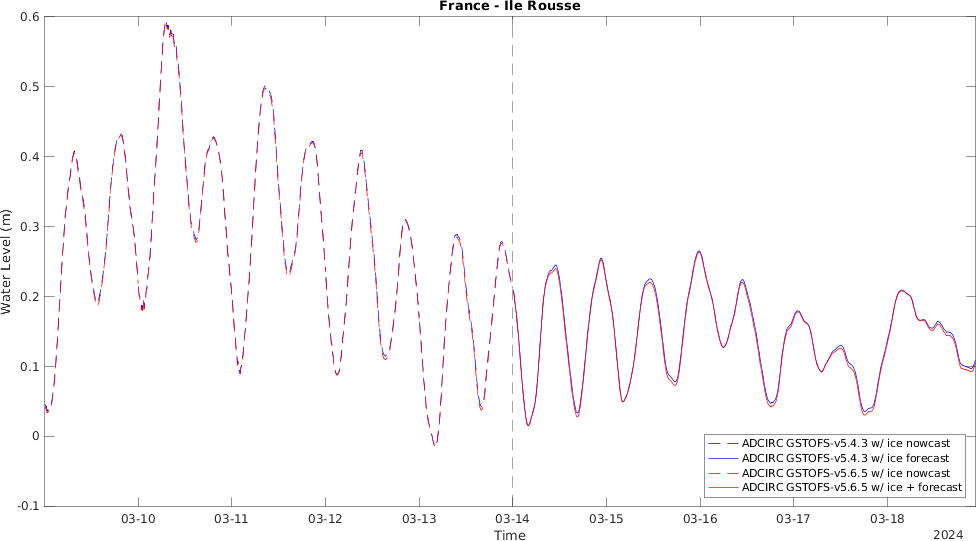 France - Ile Rousse
Water Level (m)
0.6
0.5
0.4
0.3
0.2
0.1
0
-0.1
03-10
03-11
03-12
03-13
03-14
03-15
03-16
03-17
03-18
Time
2024
ADCIRC GSTOFS-v5.4.3 w/ ice nowcast
ADCIRC GSTOFS-v5.4.3 w/ ice forecast
ADCIRC GSTOFS-v5.6.5 w/ ice nowcast
ADCIRC GSTOFS-v5.6.5 w/ ice + forecast